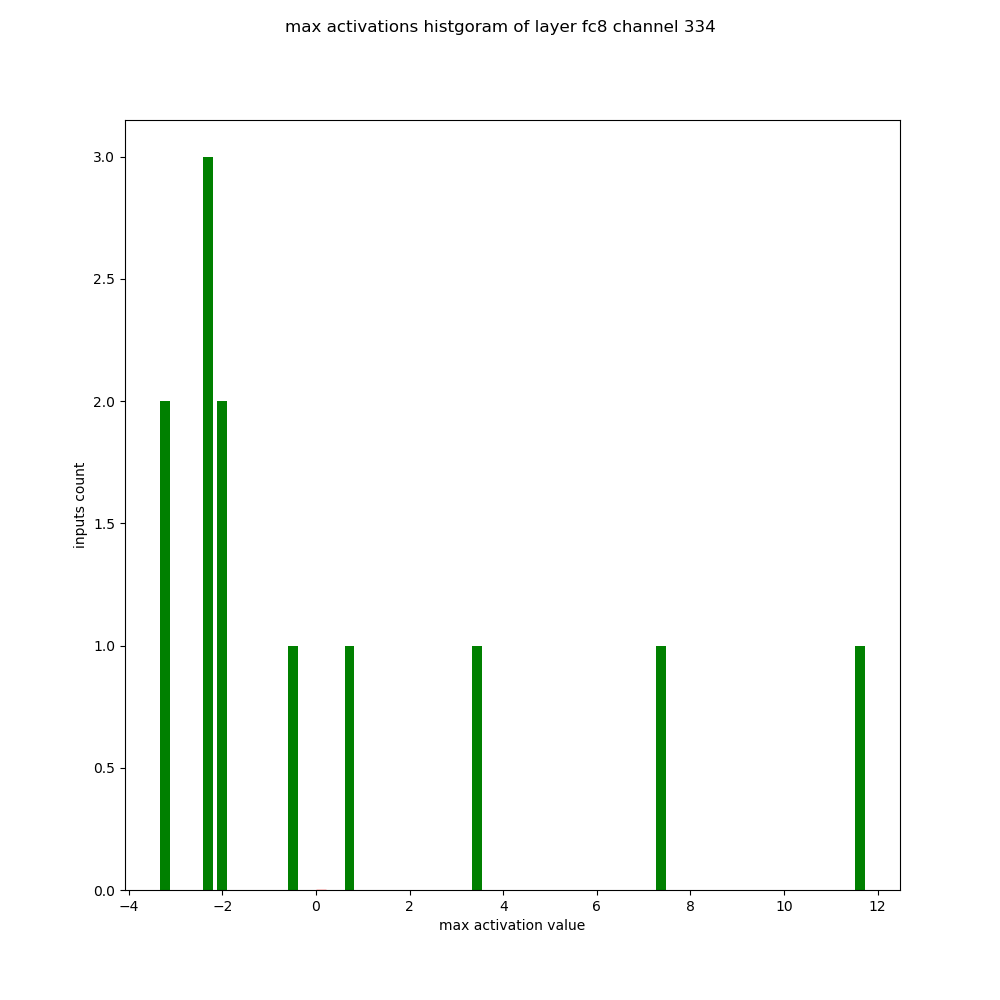 max activations histgoram of layer fc8 channel 334
3.0
2.5
2.0
1.5
1.0
0.5
0.0
inputs count
−4 −2 0 2 4 6 8 10 12
max activation value